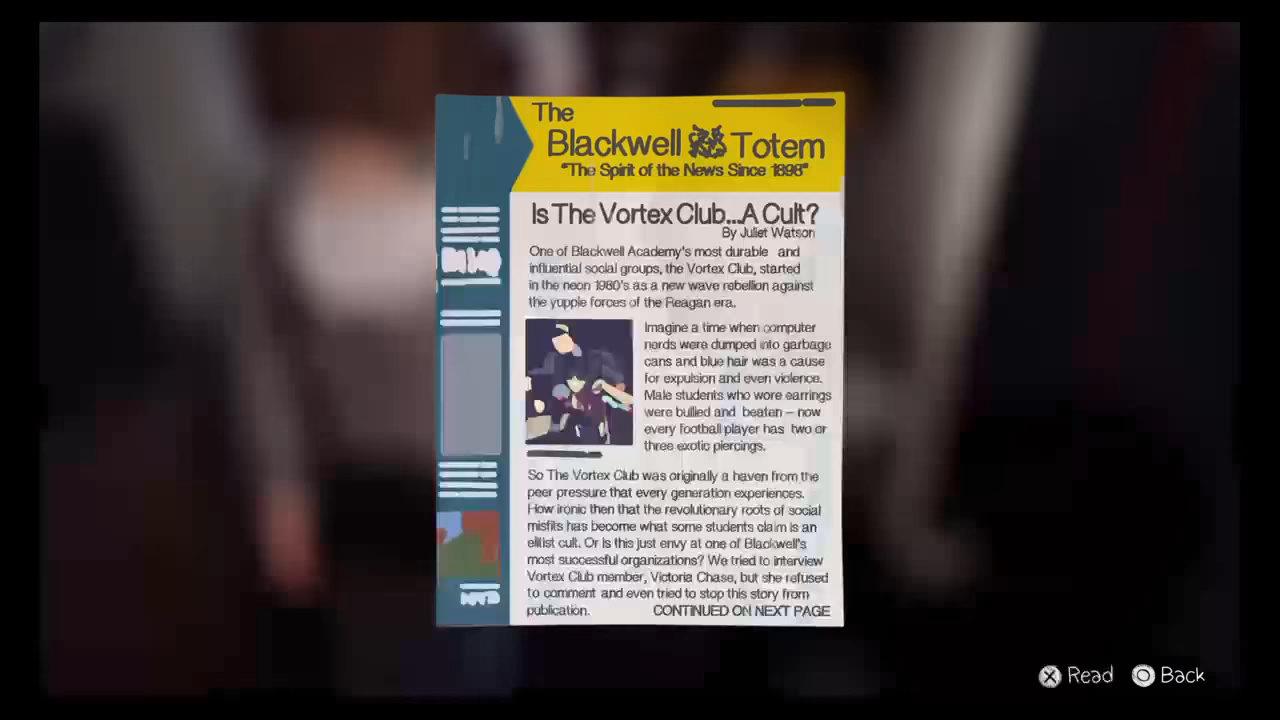 The
Blackwell Totem
"The Spirit of the News Since 1898"
Is The Vortex Club...A Cult?
By Juliet Watson
One of Blackwell Academy's most durable and
influential social groups, the Vortex Club, started
in the neon 1980's as a new wave rebellion against
the yuppie forces of the Reagan era.
Imagine a time when computer
nerds were dumped into garbage
cans and blue hair was a cause
for expulsion and even violence.
Male students who wore earrings
were bullied and beaten – now
every football player has two or
three exotic piercings.
So The Vortex Club was originally a haven from the
peer pressure that every generation experiences.
How ironic then that the revolutionary roots of social
misfits has become what some students claim is an
elitist cult. Or is this just envy at one of Blackwell's
most successful organizations? We tried to interview
Vortex Club member, Victoria Chase, but she refused
to comment and even tried to stop this story from
publication. CONTINUED ON NEXT PAGE
Read Back